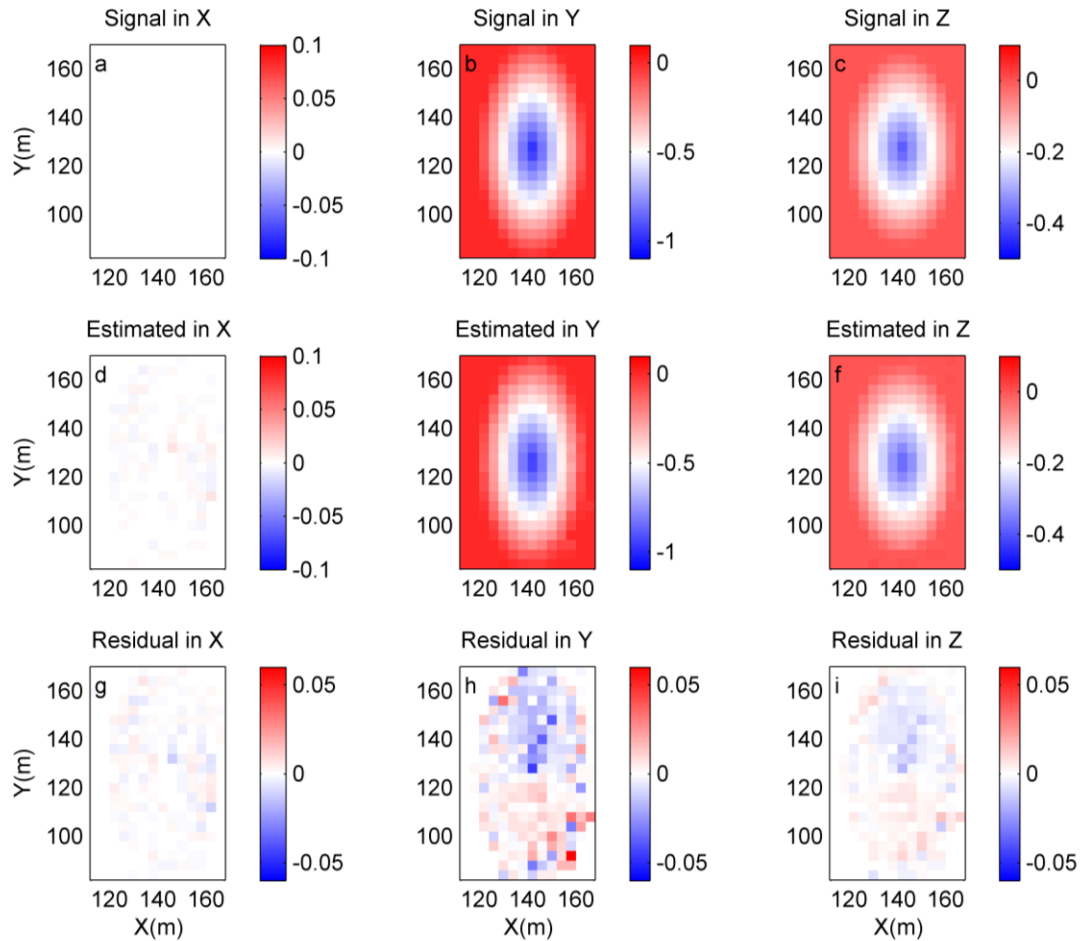 Signal in X
Signal in Y
Signal in Z
a
b
c
Y(m)
160
140
120
100
120 140 160
0.1
0.05
0
-0.05
-0.1
160
140
120
100
120 140 160
0
-0.5
-1
160
140
120
100
120 140 160
0
-0.2
-0.4
Estimated in X
Estimated in Y
Estimated in Z
d
e
f
Y(m)
160
140
120
100
120 140 160
0.1
0.05
0
-0.05
-0.1
160
140
120
100
120 140 160
0
-0.5
-1
160
140
120
100
120 140 160
0
-0.2
-0.4
Residual in X
Residual in Y
Residual in Z
g
h
i
Y(m)
160
140
120
100
120 140 160
X(m)
0.05
0
-0.05
160
140
120
100
120 140 160
X(m)
0.05
0
-0.05
160
140
120
100
120 140 160
X(m)
0.05
0
-0.05